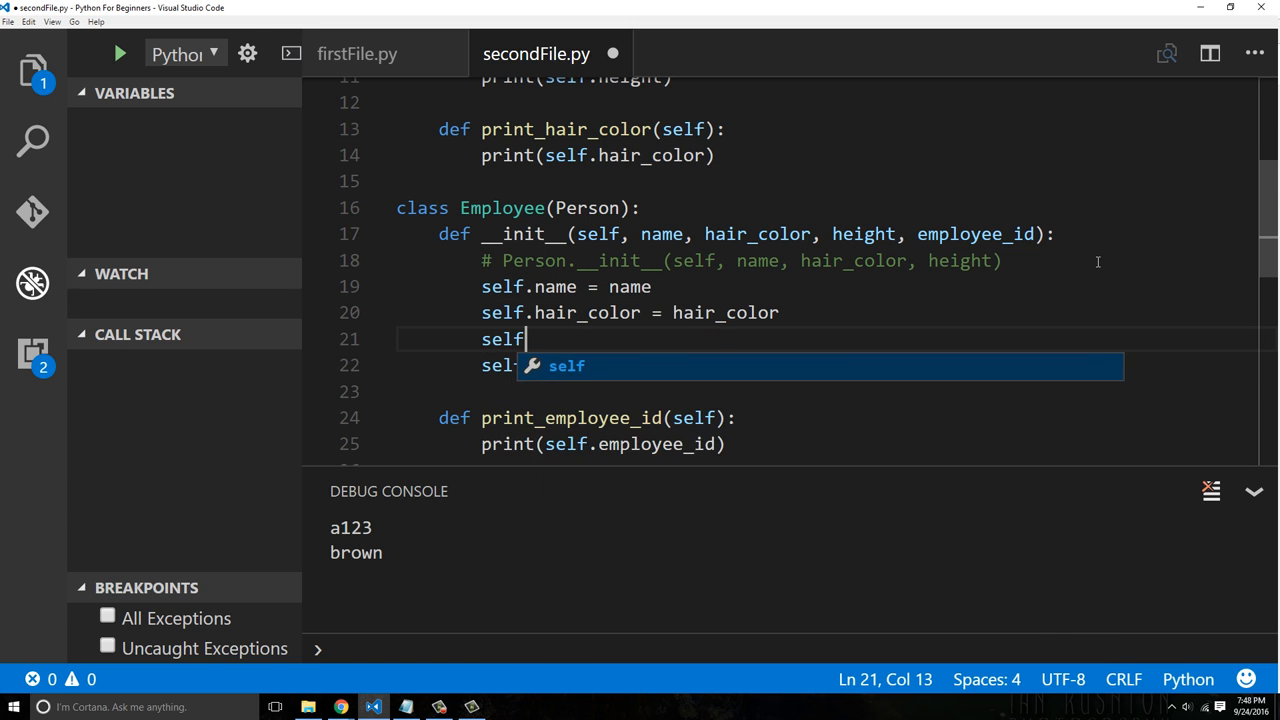 ● secondFile.py - Python For Beginners - Visual Studio Code
File Edit View Go Help
firstFile.py secondFile.py
VARIABLES
WATCH
CALL STACK
BREAKPOINTS
All Exceptions
Uncaught Exceptions
1
2
11 print(self.height)
12
13 def print_hair_color(self):
14 print(self.hair_color)
15
16 class Employee(Person):
17 def __init__(self, name, hair_color, height, employee_id):
18 # Person.__init__(self, name, hair_color, height)
19 self.name = name
20 self.hair_color = hair_color
21 self
22 sel
self
23
24 def print_employee_id(self):
25 print(self.employee_id)
DEBUG CONSOLE
a123
brown
0 0 Ln 21, Col 13 Spaces: 4 UTF-8 CRLF Python
I'm Cortana. Ask me anything.
7:48 PM
9/24/2016